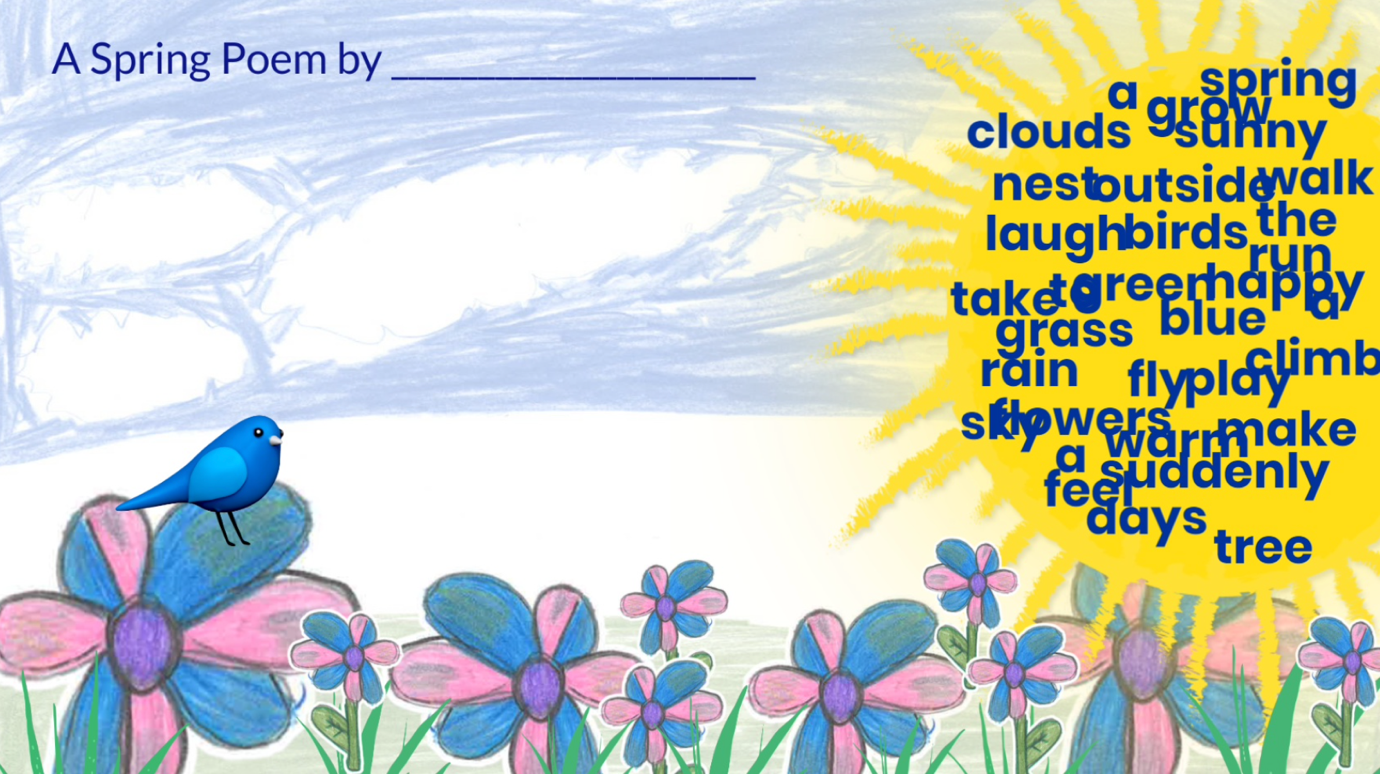 A Spring Poem by ____________________
a spring
grow
clouds sunny
nest outside walk
laugh birds the
run
take to green happy
grass blue a
rain fly play climb
sky flowers make
a warm
feel suddenly
days
tree